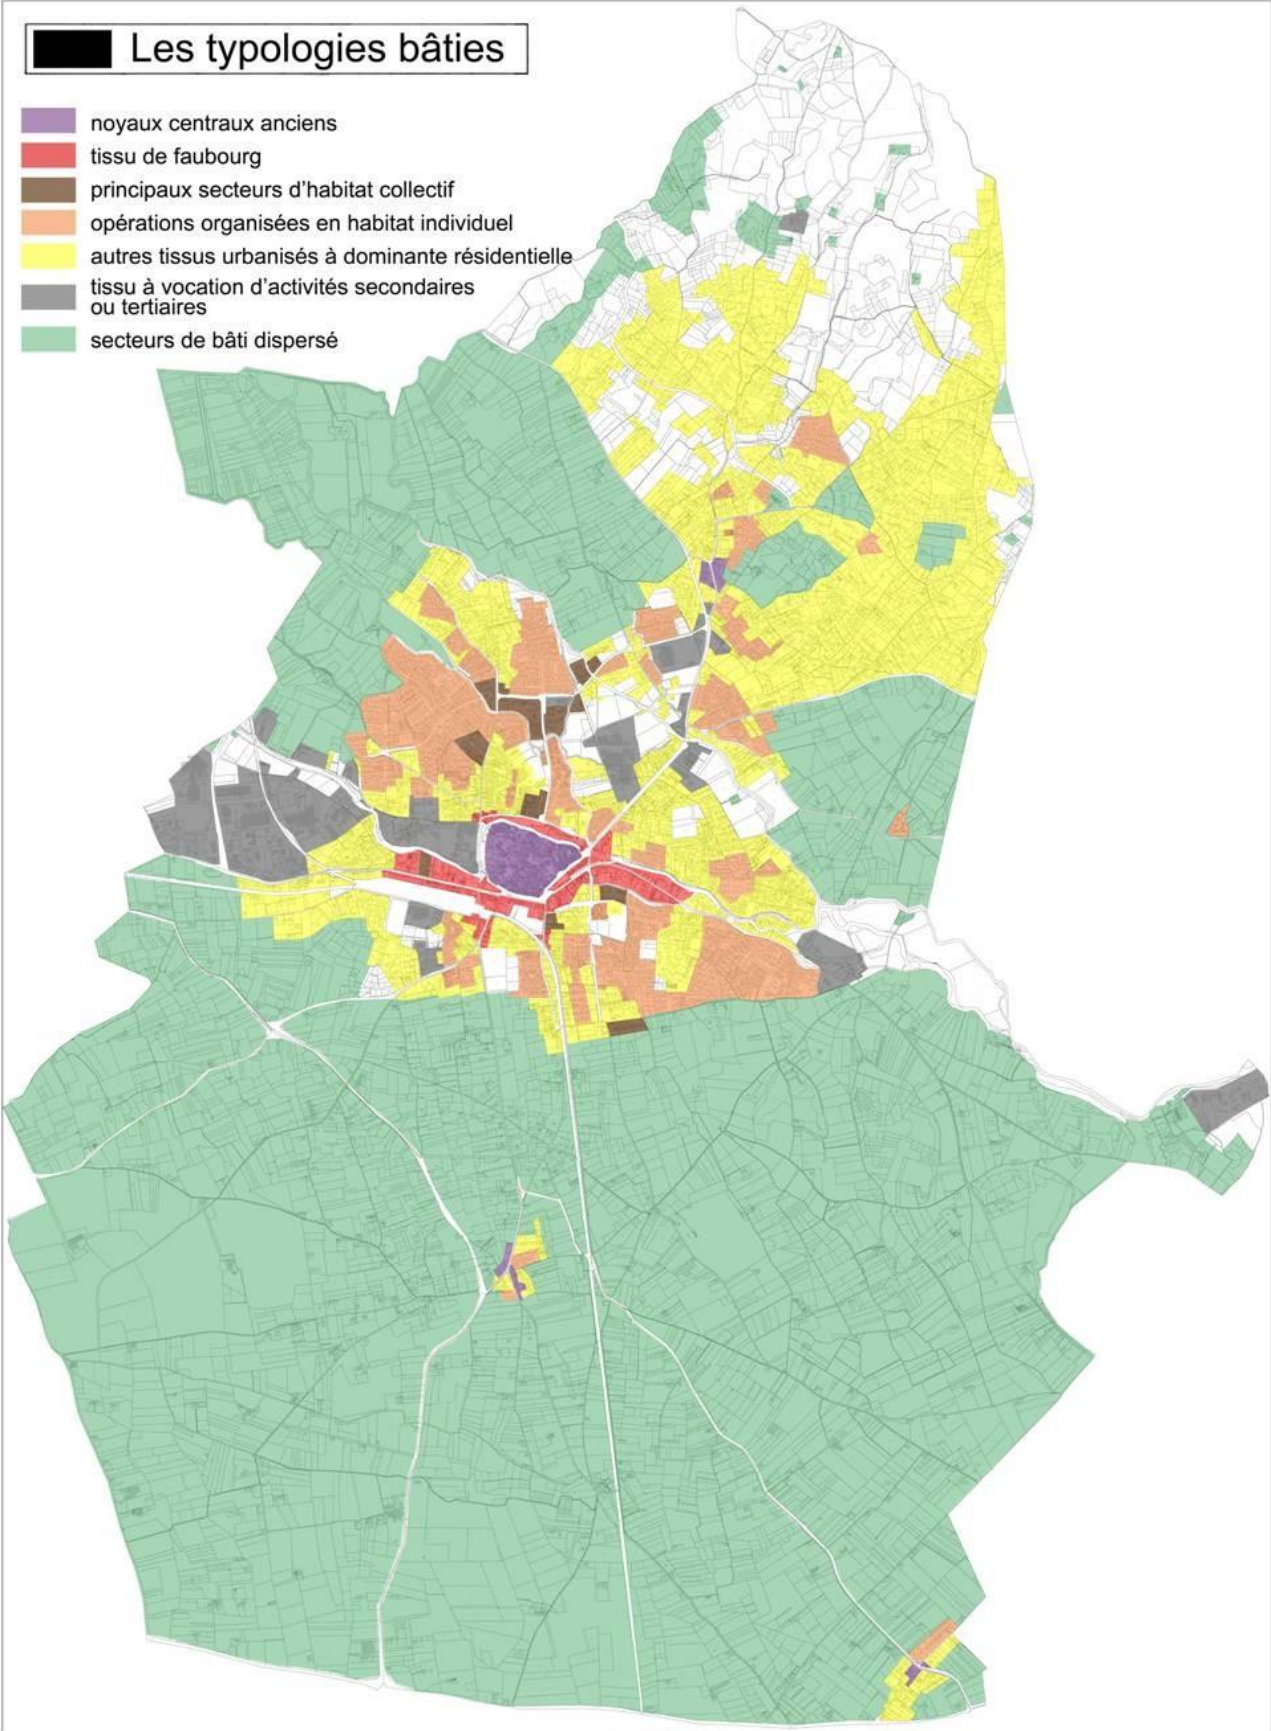 Les typologies bâties
noyaux centraux anciens
tissu de faubourg
principaux secteurs d'habitat collectif
opérations organisées en habitat individuel
autres tissus urbanisés à dominante résidentielle
tissu à vocation d'activités secondaires
ou tertiaires
secteurs de bâti dispersé